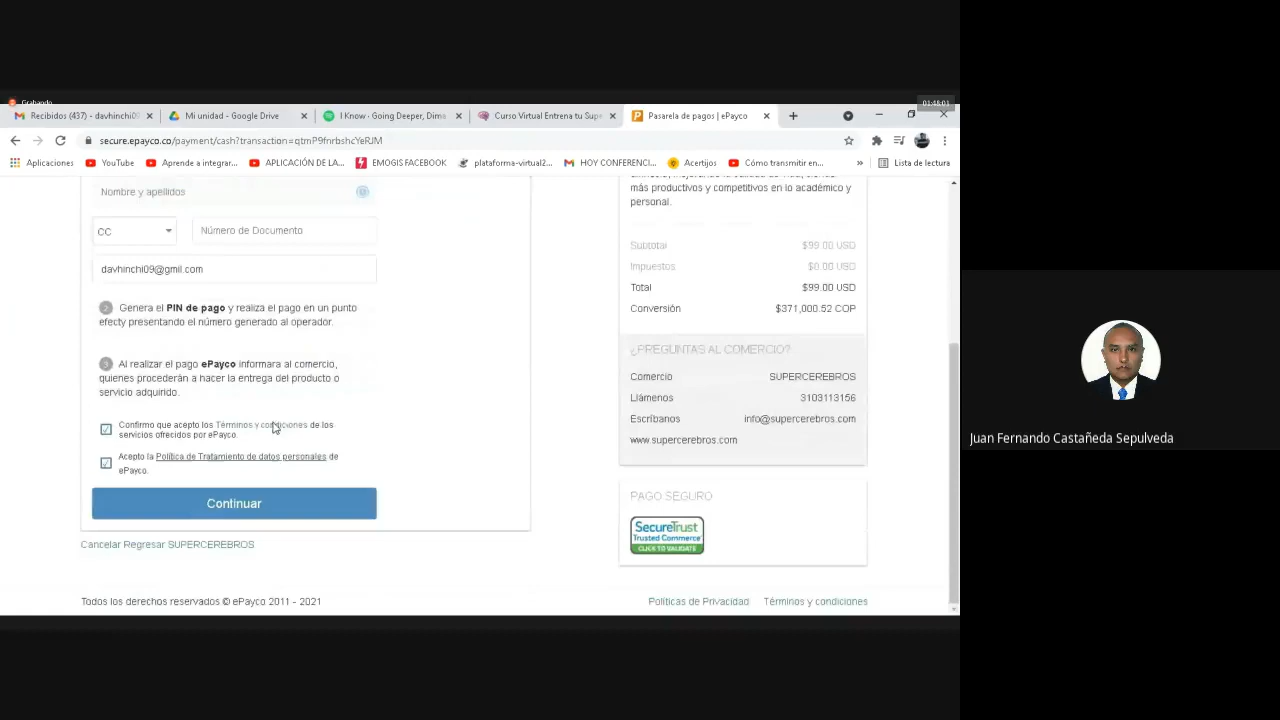 Grabando
01:48:01
Recibidos (437) - davhinchi09
Mi unidad - Google Drive
I Know - Going Deeper, Dima
Curso Virtual Entrena tu Supe
Pasarela de pagos | ePayco
secure.epayco.co/payment/cash?transaction=
Aplicaciones
YouTube
Aprende a integrar...
APLICACIÓN DE LA...
EMOGIS FACEBOOK
plataforma-virtual2...
HOY CONFERENCI...
Acertijos
Cómo transmitir en...
»
Lista de lectura
Nombre y apellidos
CC
Número de Documento
davhinchi09@gmil.com
2 Genera el PIN de pago y realiza el pago en un punto
efecty presentando el número generado al operador.
3 Al realizar el pago ePayco informara al comercio,
quienes procederán a hacer la entrega del producto o
servicio adquirido.
Confirmo que acepto los Términos y condiciones de los
servicios ofrecidos por ePayco.
Acepto la Política de Tratamiento de datos personales de
ePayco.
Continuar
Cancelar Regresar SUPERCEREBROS
Todos los derechos reservados © ePayco 2011 - 2021
más productivos y competitivos en lo académico y
personal.
Subtotal $99.00 USD
Impuestos $0.00 USD
Total $99.00 USD
Conversión $371,000.52 COP
¿PREGUNTAS AL COMERCIO?
Comercio SUPERCEREBROS
Llámenos 3103113156
Escríbanos info@supercerebros.com
www.supercerebros.com
PAGO SEGURO
SecureTrust
Trusted Commerce
CLICK TO VALIDATE
Políticas de Privacidad Términos y condiciones
Juan Fernando Castañeda Sepulveda